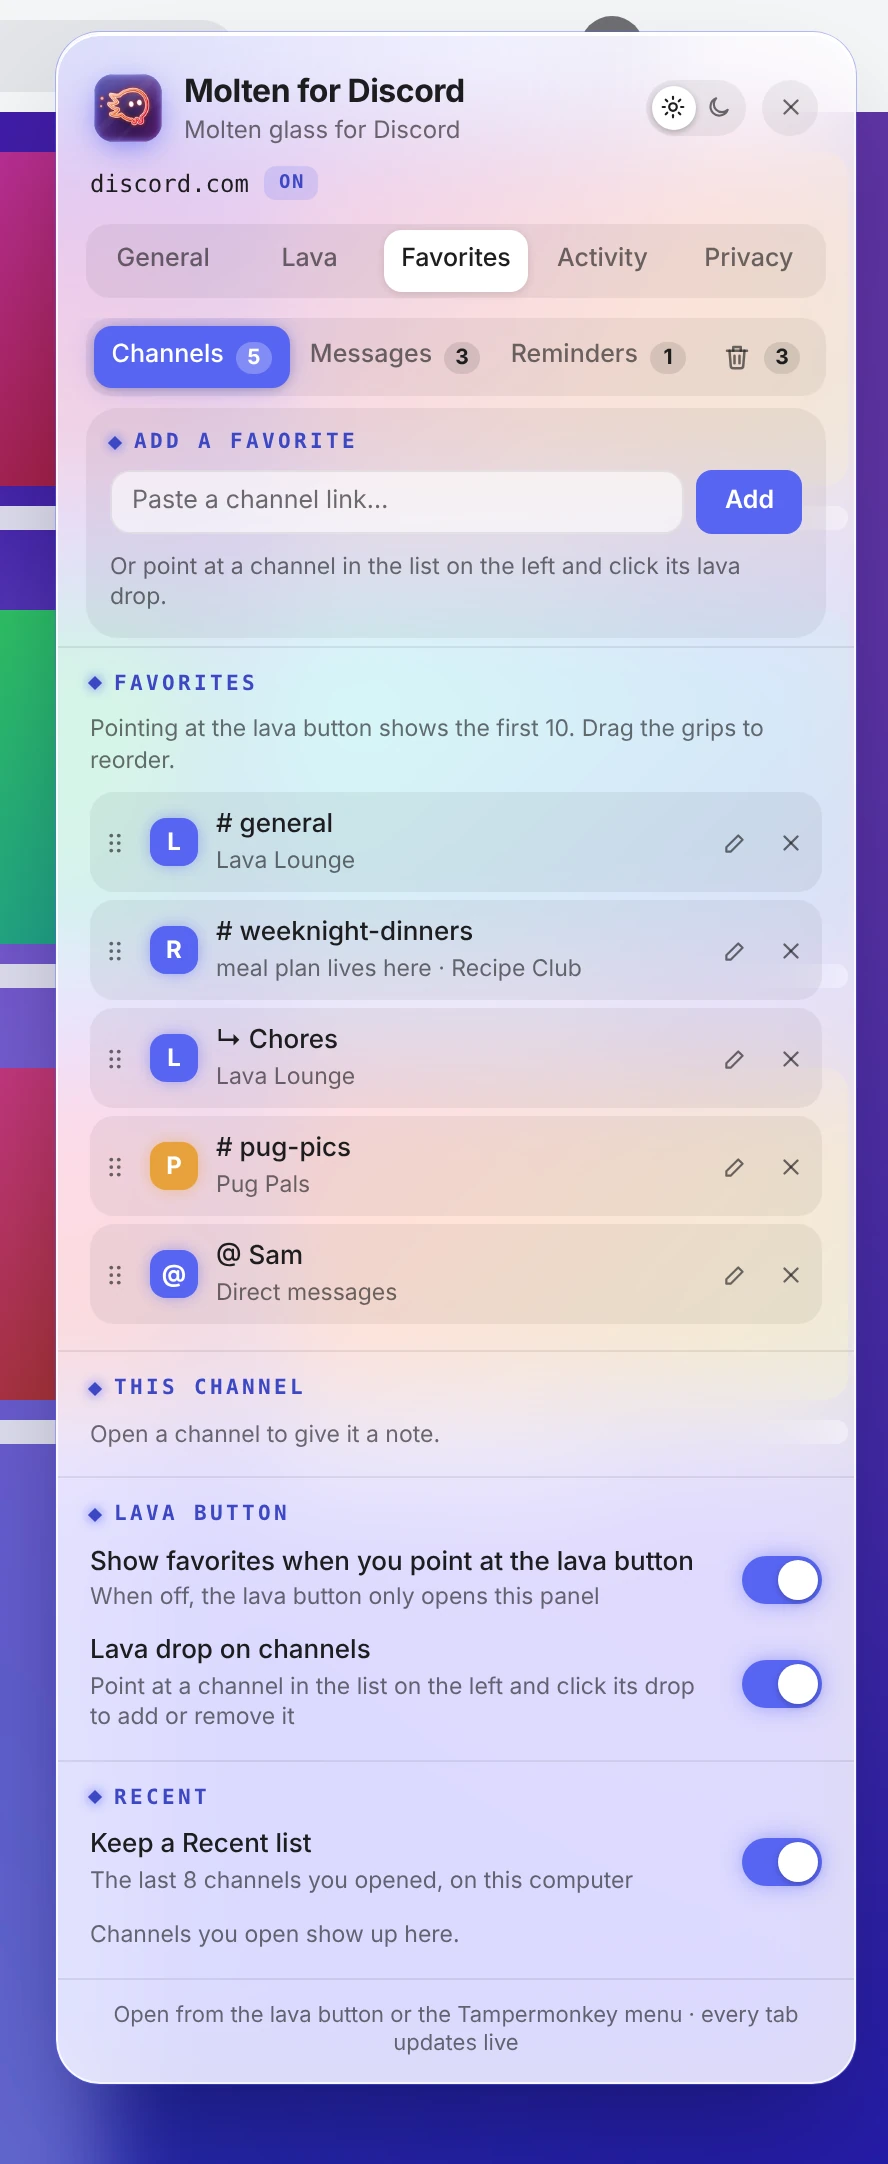 Molten for Discord
Molten glass for Discord
discord.com ON
General Lava Favorites Activity Privacy
Channels 5 Messages 3 Reminders 1 3
ADD A FAVORITE
Paste a channel link... Add
Or point at a channel in the list on the left and click its lava
drop.
FAVORITES
Pointing at the lava button shows the first 10. Drag the grips to
reorder.
L # general
Lava Lounge
R # weeknight-dinners
meal plan lives here · Recipe Club
L ↳ Chores
Lava Lounge
P # pug-pics
Pug Pals
@ @ Sam
Direct messages
THIS CHANNEL
Open a channel to give it a note.
LAVA BUTTON
Show favorites when you point at the lava button
When off, the lava button only opens this panel
Lava drop on channels
Point at a channel in the list on the left and click its drop
to add or remove it
RECENT
Keep a Recent list
The last 8 channels you opened, on this computer
Channels you open show up here.
Open from the lava button or the Tampermonkey menu · every tab
updates live